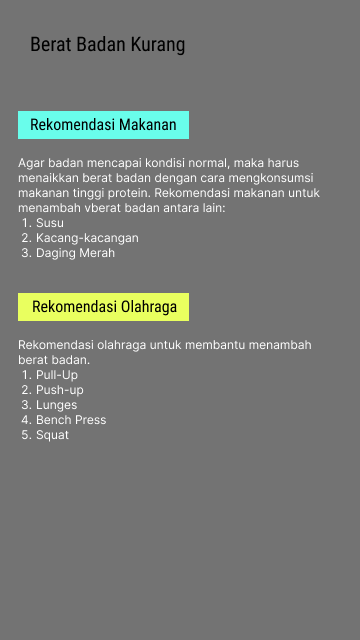 Berat Badan Kurang
Rekomendasi Makanan
Agar badan mencapai kondisi normal, maka harus
menaikkan berat badan dengan cara mengkonsumsi
makanan tinggi protein. Rekomendasi makanan untuk
menambah vberat badan antara lain:
1. Susu
2. Kacang-kacangan
3. Daging Merah
Rekomendasi Olahraga
Rekomendasi olahraga untuk membantu menambah
berat badan.
1. Pull-Up
2. Push-up
3. Lunges
4. Bench Press
5. Squat